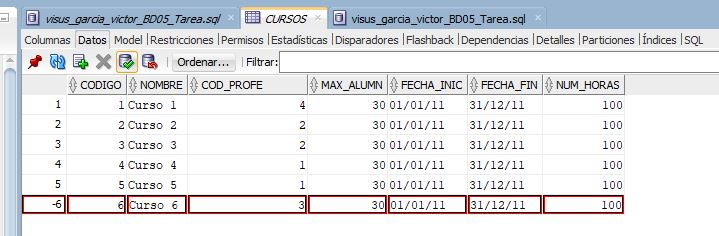 visus_garcia_victor_BD05_Tarea.sql CURSOS visus_garcia_victor_BD05_Tarea.sql
Columnas Datos Model Restricciones Permisos Estadísticas Disparadores Flashback Dependencias Detalles Particiones Índices SQL
Ordenar... Filtrar:
CODIGO NOMBRE COD_PROFE MAX_ALUMN FECHA_INIC FECHA_FIN NUM_HORAS
1 1 Curso 1 4 30 01/01/11 31/12/11 100
2 2 Curso 2 2 30 01/01/11 31/12/11 100
3 3 Curso 3 2 30 01/01/11 31/12/11 100
4 4 Curso 4 1 30 01/01/11 31/12/11 100
5 5 Curso 5 1 30 01/01/11 31/12/11 100
-6 6 Curso 6 3 30 01/01/11 31/12/11 100